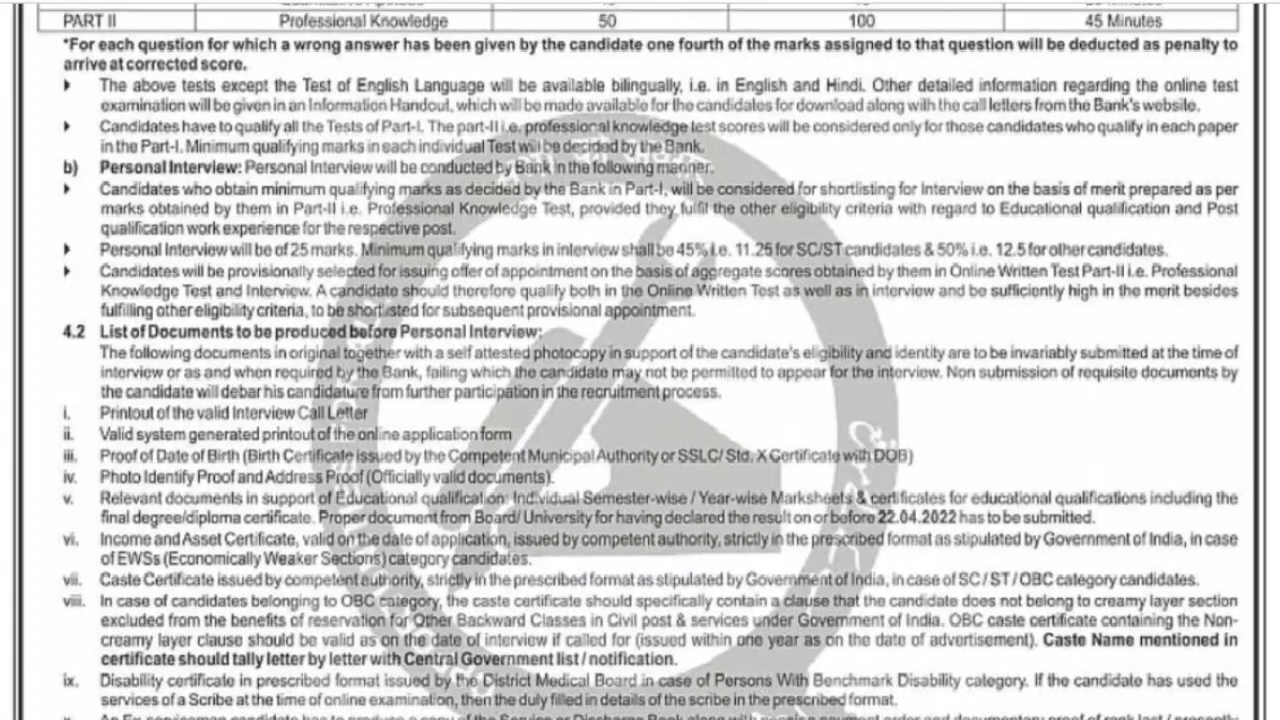 PART II Professional Knowledge 50 100 45 Minutes
*For each question for which a wrong answer has been given by the candidate one fourth of the marks assigned to that question will be deducted as penalty to
arrive at corrected score.
The above tests except the Test of English Language will be available bilingually, i.e. in English and Hindi. Other detailed information regarding the online test
examination will be given in an Information Handout, which will be made available for the candidates for download along with the call letters from the Bank's website.
Candidates have to qualify all the Tests of Part-I. The part-II i.e. professional knowledge test scores will be considered only for those candidates who qualify in each paper
in the Part-I. Minimum qualifying marks in each individual Test will be decided by the Bank.
b) Personal Interview: Personal Interview will be conducted by Bank in the following manner.
Candidates who obtain minimum qualifying marks as decided by the Bank in Part-I, will be considered for shortlisting for Interview on the basis of merit prepared as per
marks obtained by them in Part-II i.e. Professional Knowledge Test, provided they fulfil the other eligibility criteria with regard to Educational qualification and Post
qualification work experience for the respective post.
Personal Interview will be of 25 marks. Minimum qualifying marks in interview shall be 45% i.e. 11.25 for SC/ST candidates & 50% i.e. 12.5 for other candidates.
Candidates will be provisionally selected for issuing offer of appointment on the basis of aggregate scores obtained by them in Online Written Test Part-II i.e. Professional
Knowledge Test and Interview. A candidate should therefore qualify both in the Online Written Test as well as in interview and be sufficiently high in the merit besides
fulfilling other eligibility criteria, to be shortlisted for subsequent provisional appointment.
4.2 List of Documents to be produced before Personal Interview:
The following documents in original together with a self attested photocopy in support of the candidate's eligibility and identity are to be invariably submitted at the time of
interview or as and when required by the Bank, failing which the candidate may not be permitted to appear for the interview. Non submission of requisite documents by
the candidate will debar his candidature from further participation in the recruitment process.
i. Printout of the valid Interview Call Letter
ii. Valid system generated printout of the online application form
iii. Proof of Date of Birth (Birth Certificate issued by the Competent Municipal Authority or SSLC/ Std. X Certificate with DOB)
iv. Photo Identify Proof and Address Proof (Officially valid documents).
v. Relevant documents in support of Educational qualification: Individual Semester-wise / Year-wise Marksheets & certificates for educational qualifications including the
final degree/diploma certificate. Proper document from Board/ University for having declared the result on or before 22.04.2022 has to be submitted.
vi. Income and Asset Certificate, valid on the date of application, issued by competent authority, strictly in the prescribed format as stipulated by Government of India, in case
of EWSs (Economically Weaker Sections) category candidates.
vii. Caste Certificate issued by competent authority, strictly in the prescribed format as stipulated by Government of India, in case of SC / ST / OBC category candidates.
viii. In case of candidates belonging to OBC category, the caste certificate should specifically contain a clause that the candidate does not belong to creamy layer section
excluded from the benefits of reservation for Other Backward Classes in Civil post & services under Government of India. OBC caste certificate containing the Non-
creamy layer clause should be valid as on the date of interview if called for (issued within one year as on the date of advertisement). Caste Name mentioned in
certificate should tally letter by letter with Central Government list / notification.
ix. Disability certificate in prescribed format issued by the District Medical Board in case of Persons With Benchmark Disability category. If the candidate has used the
services of a Scribe at the time of online examination, then the duly filled in details of the scribe in the prescribed format.